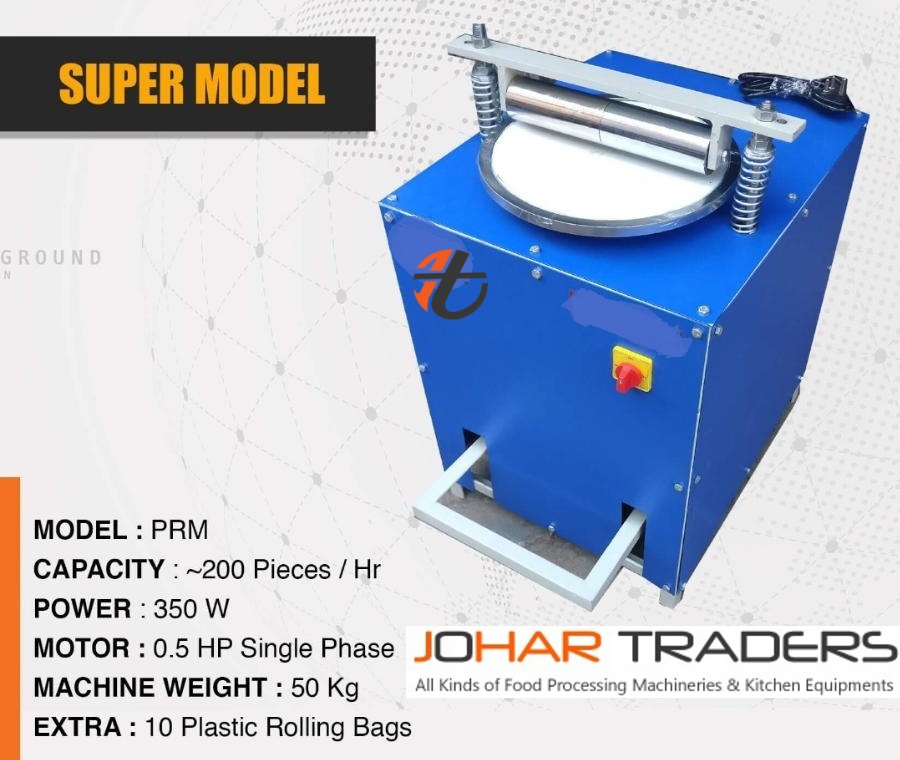 SUPER MODEL
GROUND
N
MODEL : PRM
CAPACITY : ~200 Pieces / Hr
POWER : 350 W
MOTOR : 0.5 HP Single Phase
MACHINE WEIGHT : 50 Kg
EXTRA : 10 Plastic Rolling Bags
JOHAR TRADERS
All Kinds of Food Processing Machineries & Kitchen Equipments